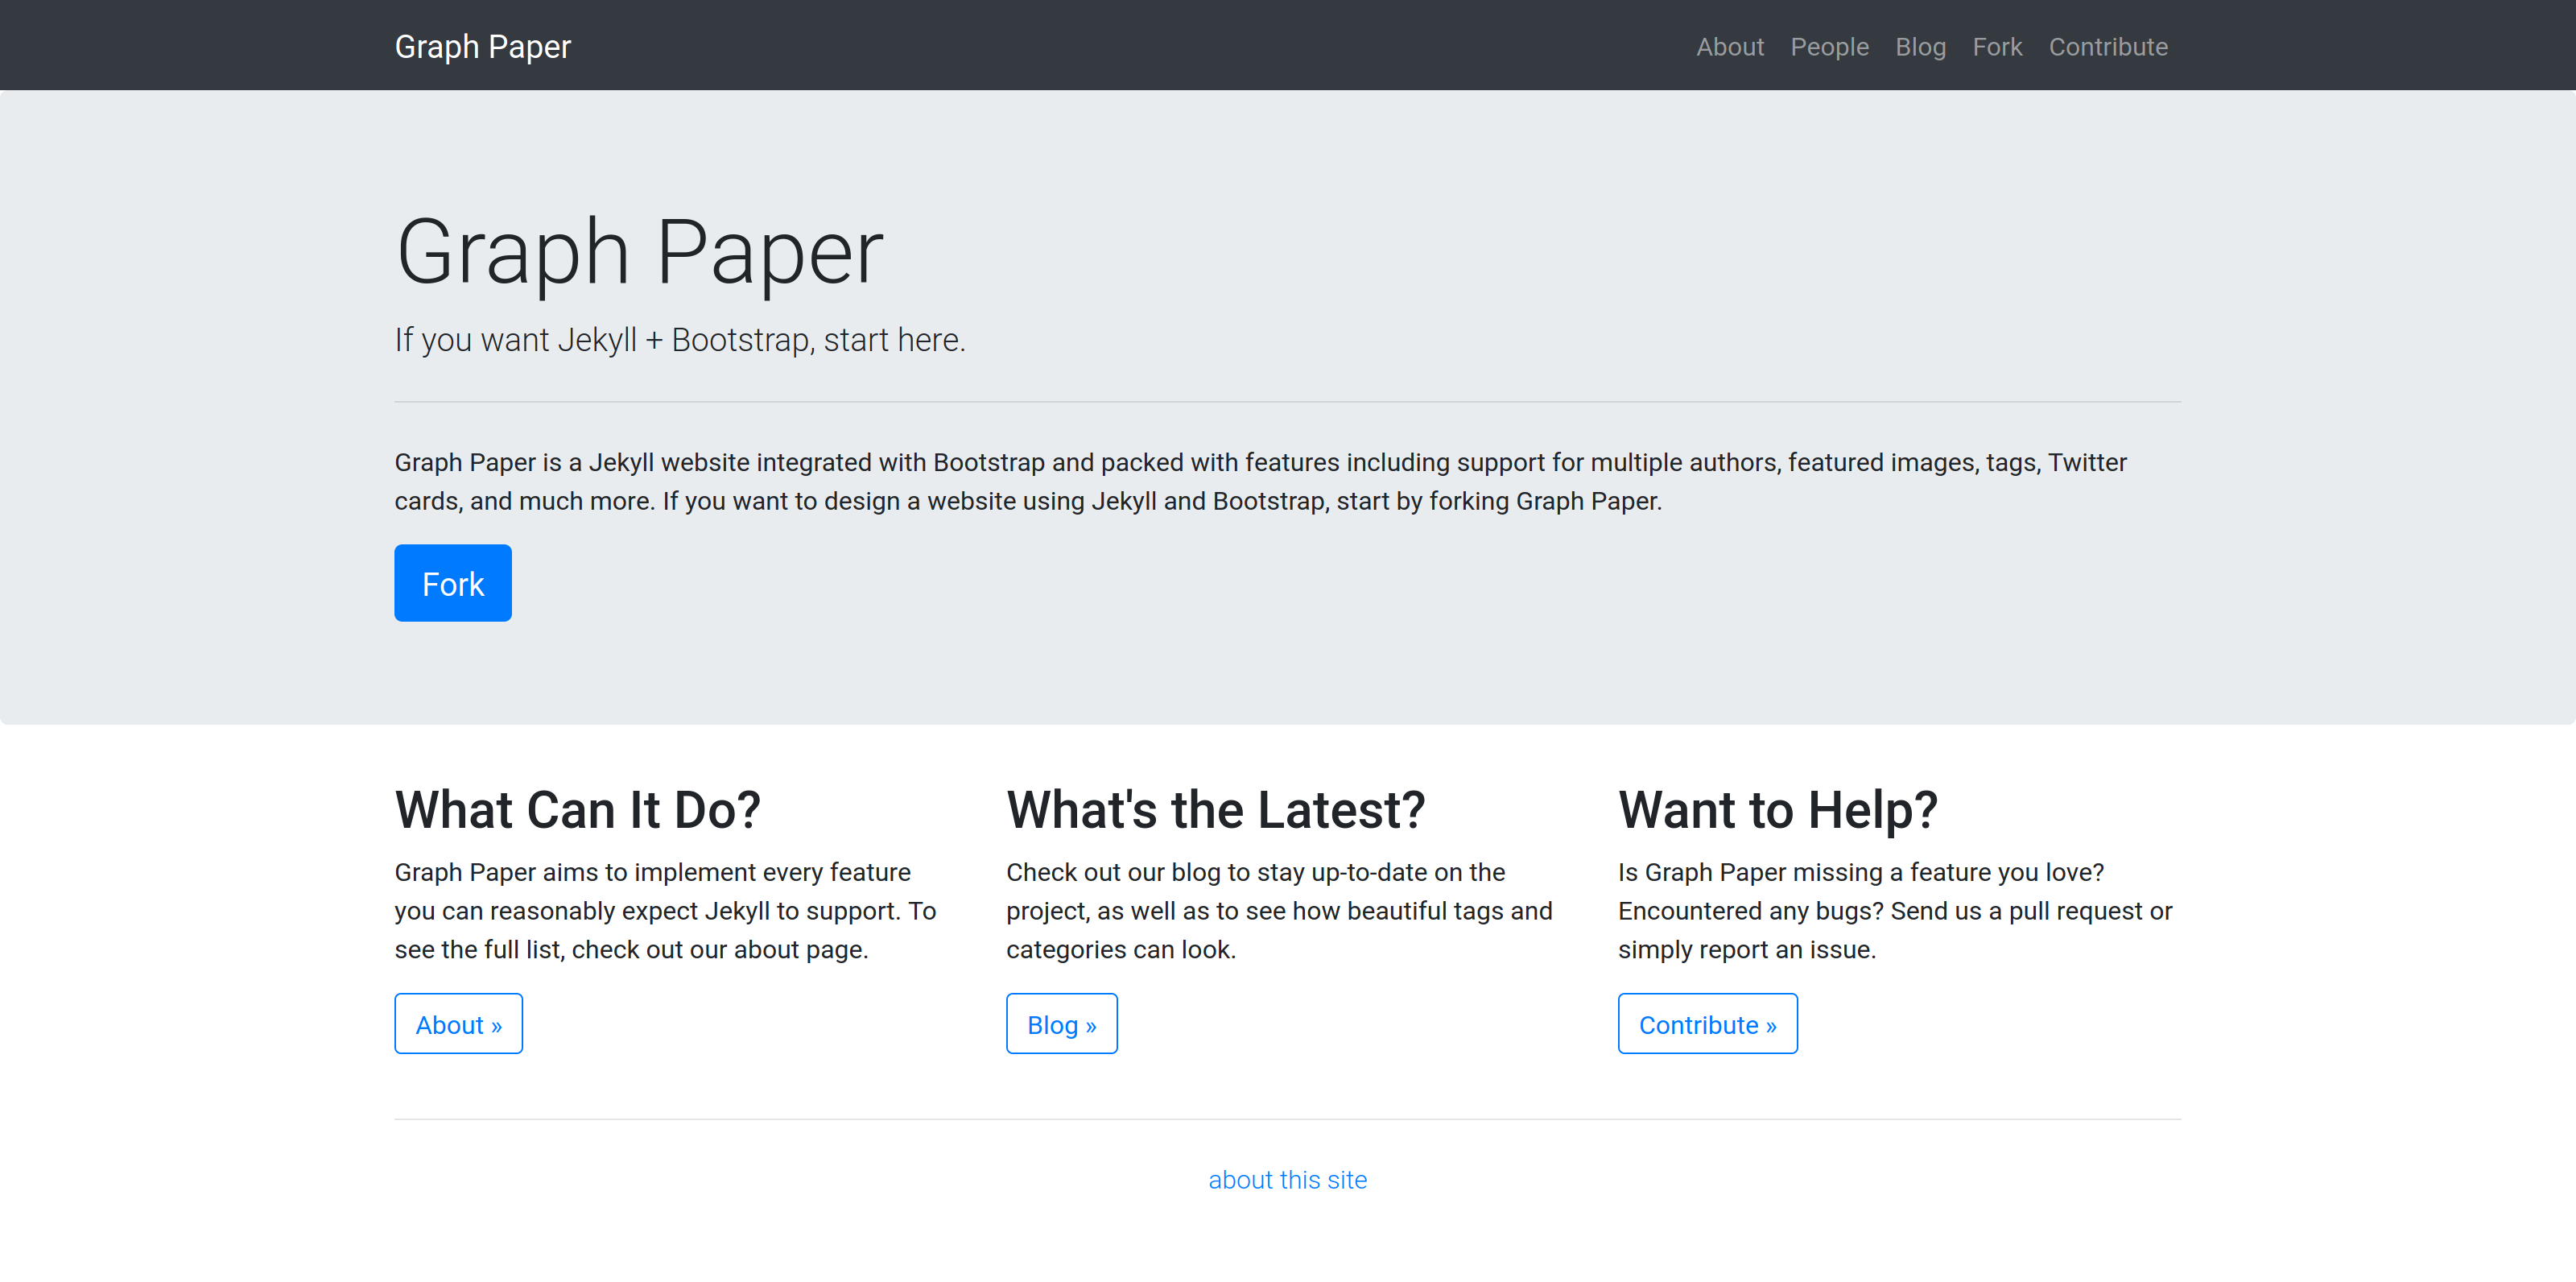 Graph Paper
About People Blog Fork Contribute
Graph Paper
If you want Jekyll + Bootstrap, start here.
Graph Paper is a Jekyll website integrated with Bootstrap and packed with features including support for multiple authors, featured images, tags, Twitter
cards, and much more. If you want to design a website using Jekyll and Bootstrap, start by forking Graph Paper.
Fork
What Can It Do?
Graph Paper aims to implement every feature
you can reasonably expect Jekyll to support. To
see the full list, check out our about page.
About »
What's the Latest?
Check out our blog to stay up-to-date on the
project, as well as to see how beautiful tags and
categories can look.
Blog »
Want to Help?
Is Graph Paper missing a feature you love?
Encountered any bugs? Send us a pull request or
simply report an issue.
Contribute »
about this site